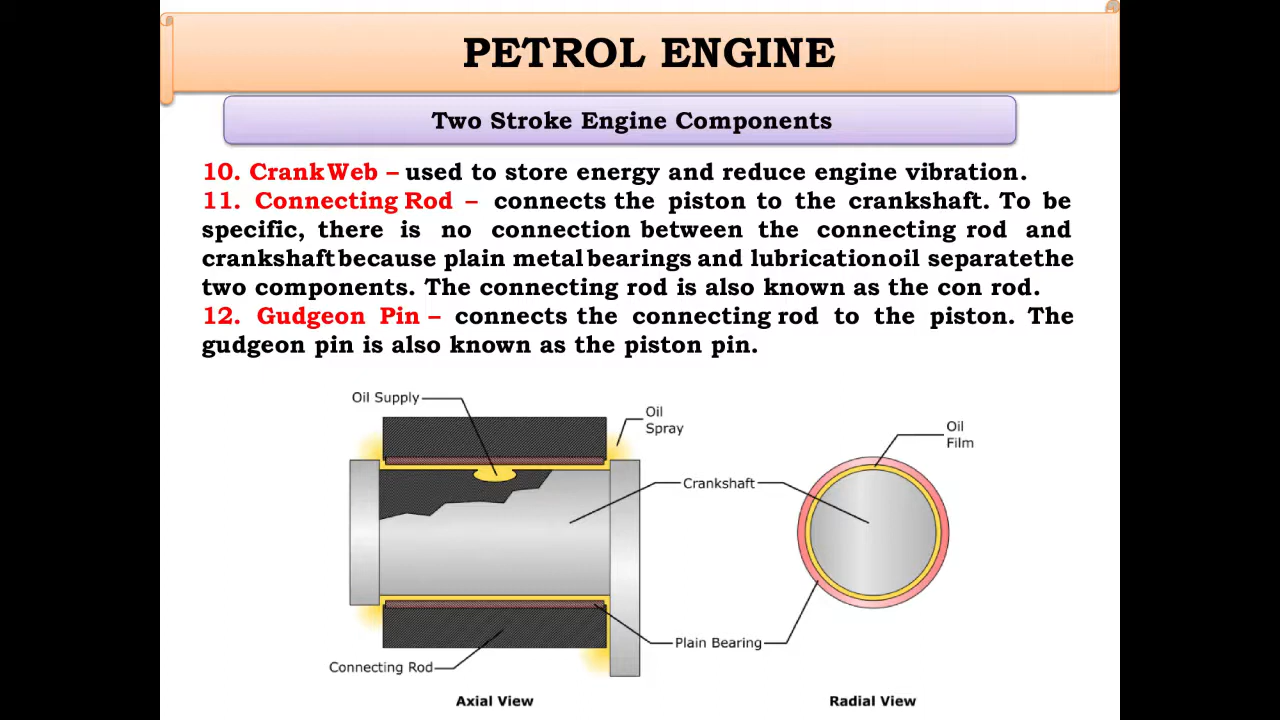 PETROL ENGINE
Two Stroke Engine Components
10. Crank Web – used to store energy and reduce engine vibration.
11. Connecting Rod – connects the piston to the crankshaft. To be
specific, there is no connection between the connecting rod and
crankshaft because plain metal bearings and lubrication oil separate the
two components. The connecting rod is also known as the con rod.
12. Gudgeon Pin – connects the connecting rod to the piston. The
gudgeon pin is also known as the piston pin.
Oil Supply
Oil
Spray
Oil
Film
Crankshaft
Plain Bearing
Connecting Rod
Axial View
Radial View